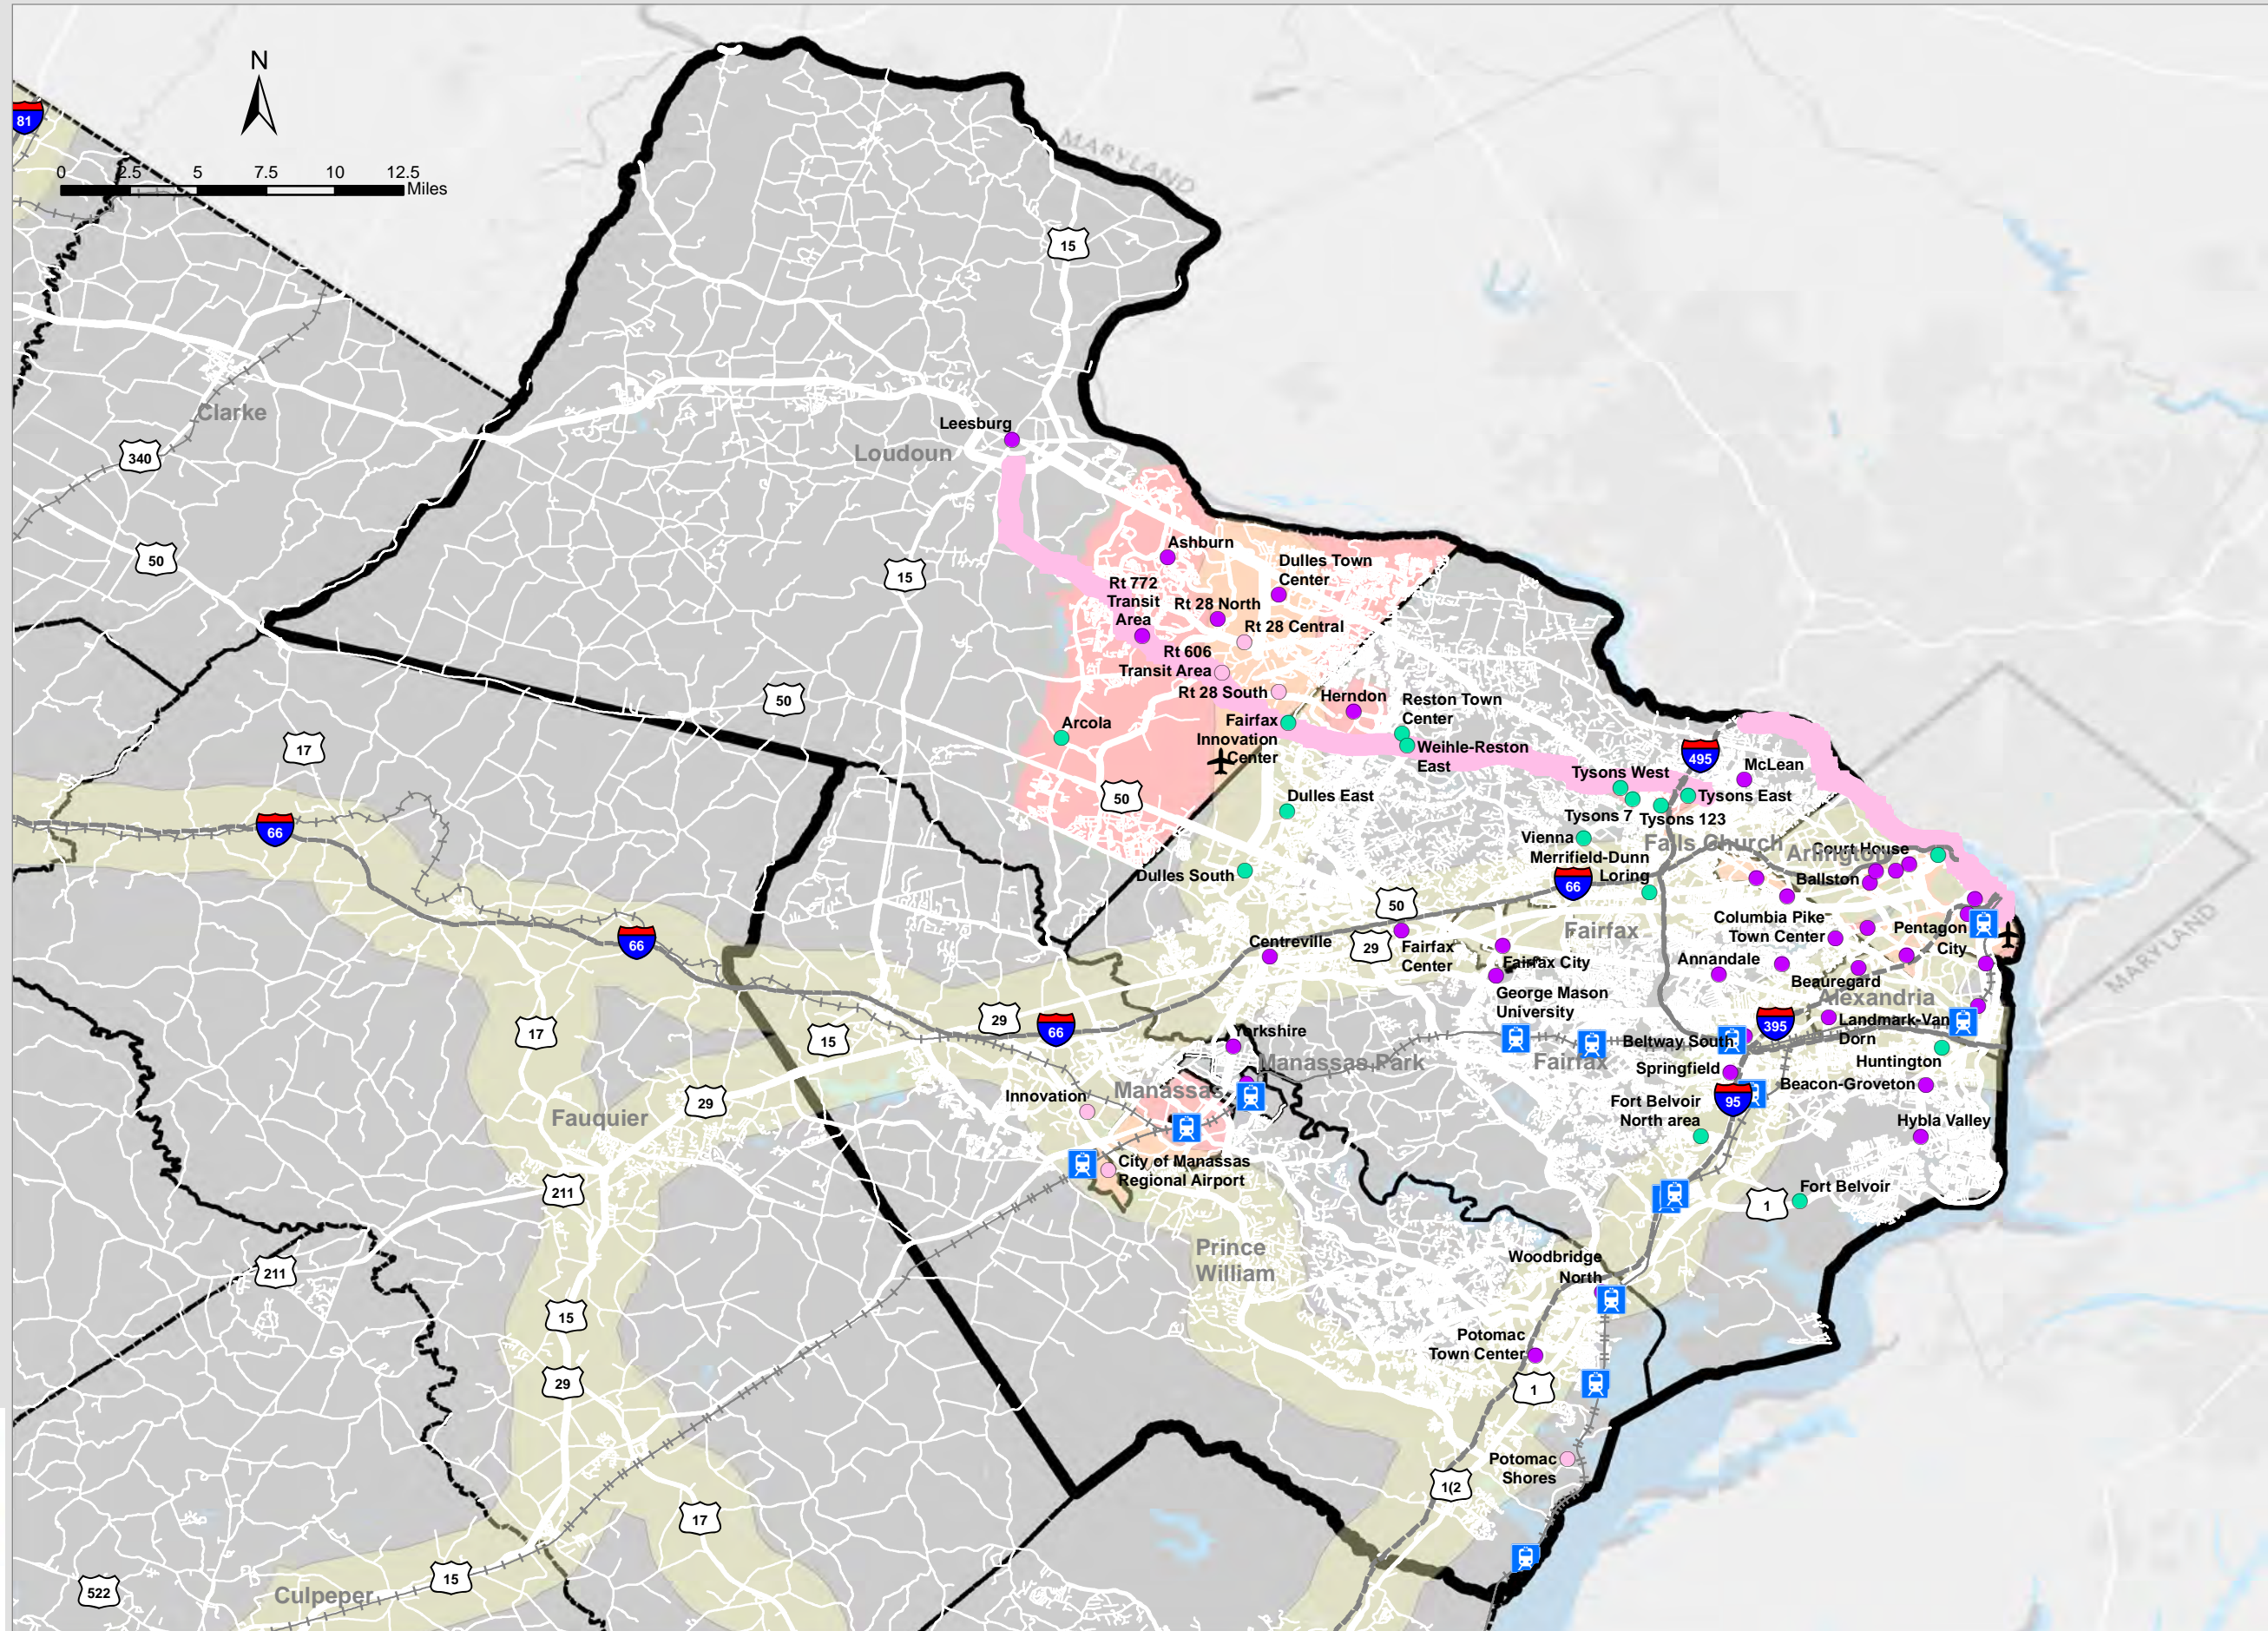 N
0 2.5 5 7.5 10 12.5
Miles
81
MARYLAND
15
Clarke
340
Leesburg
Loudoun
50
15
Ashburn
Dulles Town
Center
Rt 772
Transit
Area
Rt 28 North
Rt 28 Central
Rt 606
Transit Area
Rt 28 South
Herndon
Reston Town
Center
50
17
Arcola
Fairfax
Innovation
Center
Weihle-Reston
East
495
McLean
Tysons West
Tysons East
50
Dulles East
Tysons 7
Tysons 123
66
Vienna
Falls Church
Arlington
Court House
Merrifield-Dunn
Loring
Dulles South
66
Ballston
50
Columbia Pike
Town Center
Pentagon
City
66
Centreville
29
Fairfax
Center
Fairfax
Fairfax City
Annandale
Beauregard
MARYLAND
George Mason
University
Alexandria
17
29
66
15
Yorkshire
395
Landmark-Van
Dorn
Beltway South
Manassas Park
Fairfax
Huntington
Springfield
Beacon-Groveton
Manassas
Innovation
29
Fauquier
95
Fort Belvoir
North area
Hybla Valley
City of Manassas
Regional Airport
211
Fort Belvoir
1
Prince
William
Woodbridge
North
211
15
Potomac
Town Center
29
1
Potomac
Shores
1(2
17
15
522
Culpeper